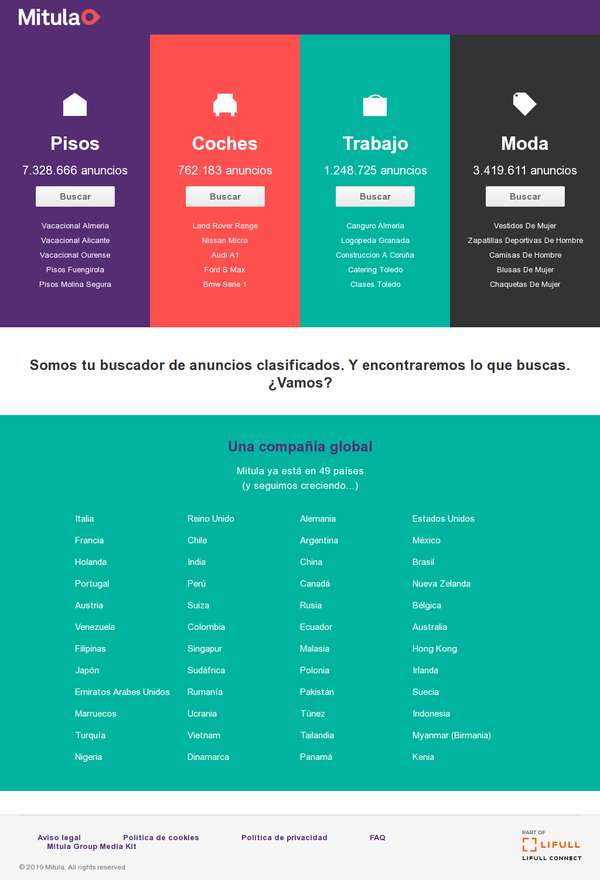 Mitula
Pisos
7.328.666 anuncios
Buscar
Vacacional Almeria
Vacacional Alicante
Vacacional Ourense
Pisos Fuengirola
Pisos Molina Segura
Coches
762.183 anuncios
Buscar
Land Rover Range
Nissan Micra
Audi A1
Ford S Max
Bmw Serie 1
Trabajo
1.248.725 anuncios
Buscar
Canguro Almeria
Logopeda Granada
Construccion A Coruña
Catering Toledo
Clases Toledo
Moda
3.419.611 anuncios
Buscar
Vestidos De Mujer
Zapatillas Deportivas De Hombre
Camisas De Hombre
Blusas De Mujer
Chaquetas De Mujer
Somos tu buscador de anuncios clasificados. Y encontraremos lo que buscas.
¿Vamos?
Una compañía global
Mitula ya está en 49 países
(y seguimos creciendo...)
Italia Reino Unido Alemania Estados Unidos
Francia Chile Argentina México
Holanda India China Brasil
Portugal Perú Canadá Nueva Zelanda
Austria Suiza Rusia Bélgica
Venezuela Colombia Ecuador Australia
Filipinas Singapur Malasia Hong Kong
Japón Sudáfrica Polonia Irlanda
Emiratos Arabes Unidos Rumanía Pakistán Suecia
Marruecos Ucrania Túnez Indonesia
Turquía Vietnam Tailandia Myanmar (Birmania)
Nigeria Dinamarca Panamá Kenia
Aviso legal Política de cookies Política de privacidad FAQ
Mitula Group Media Kit
© 2019 Mitula, All rights reserved
PART OF
LIFULL
LIFULL CONNECT